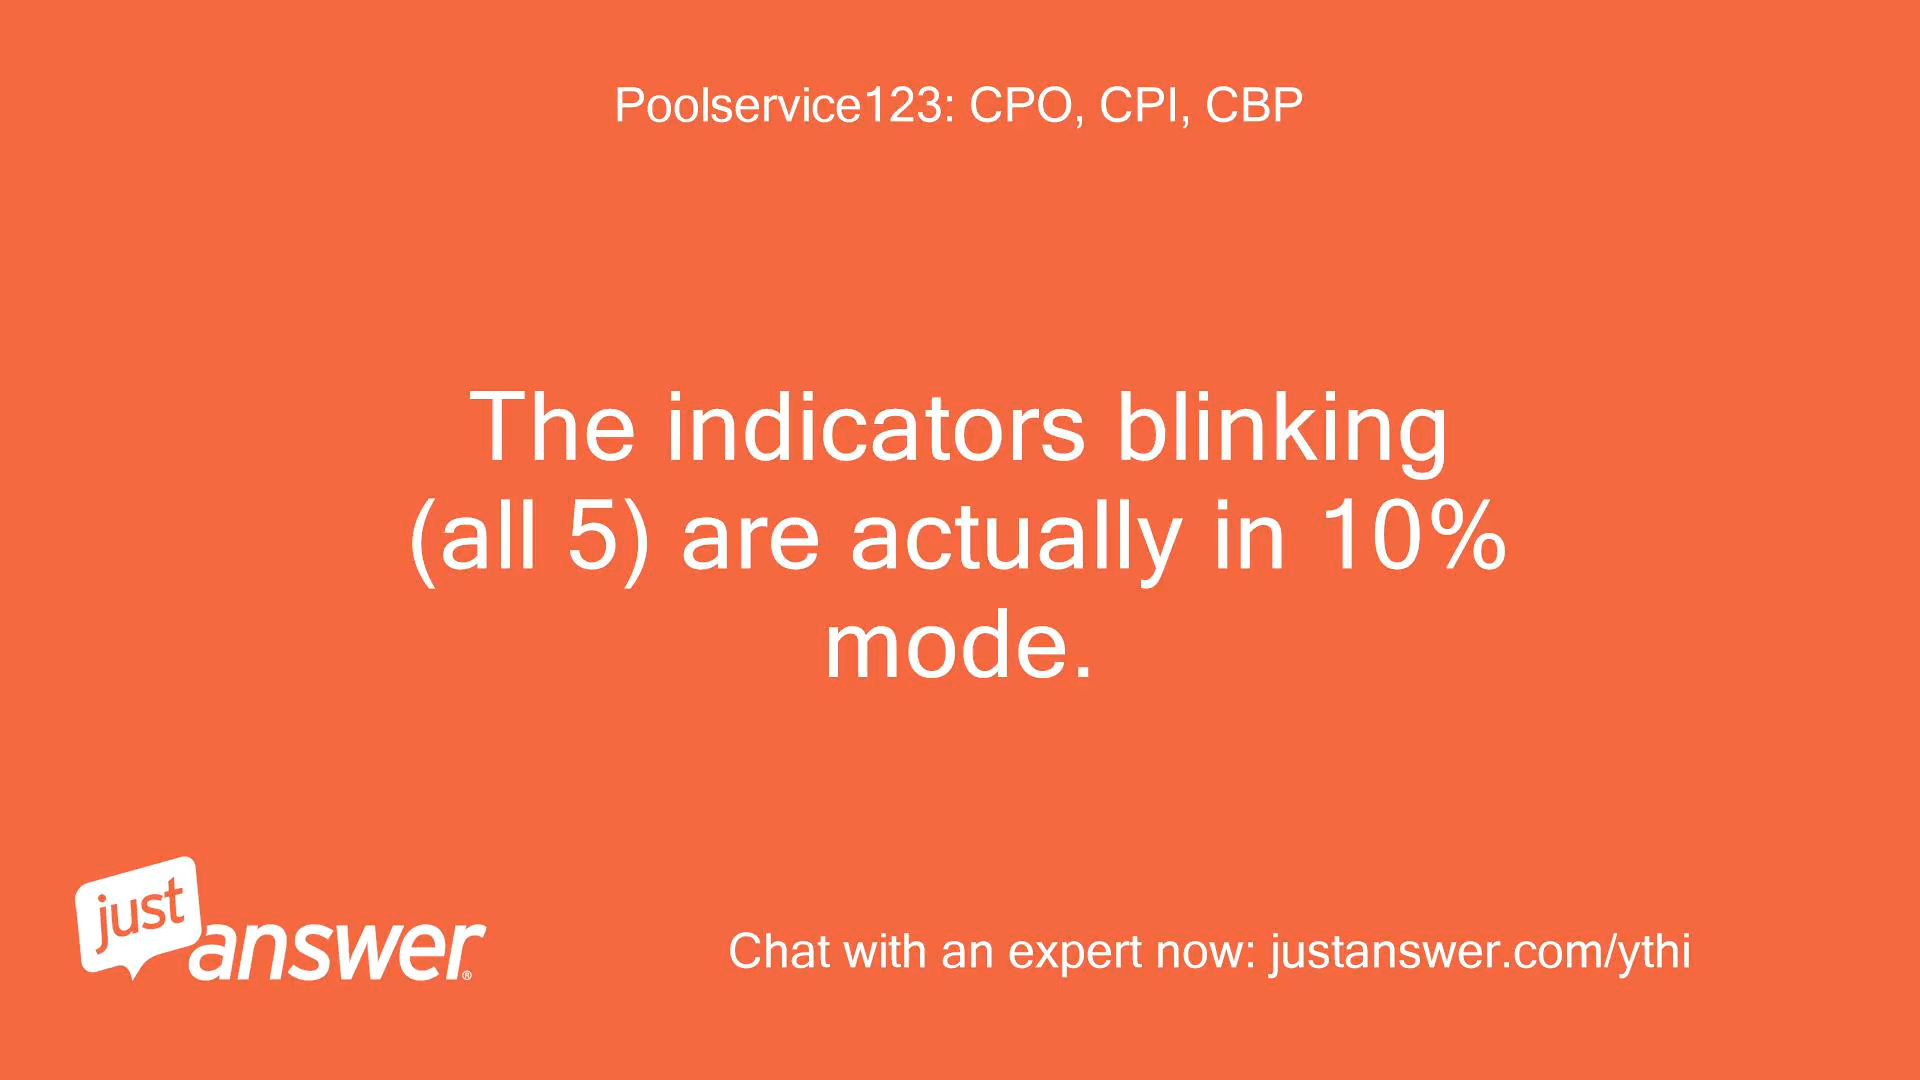 Poolservice123: CPO, CPI, CBP
The indicators blinking
(all 5) are actually in 10%
mode.
just
answer®
Chat with an expert now: justanswer.com/ythi